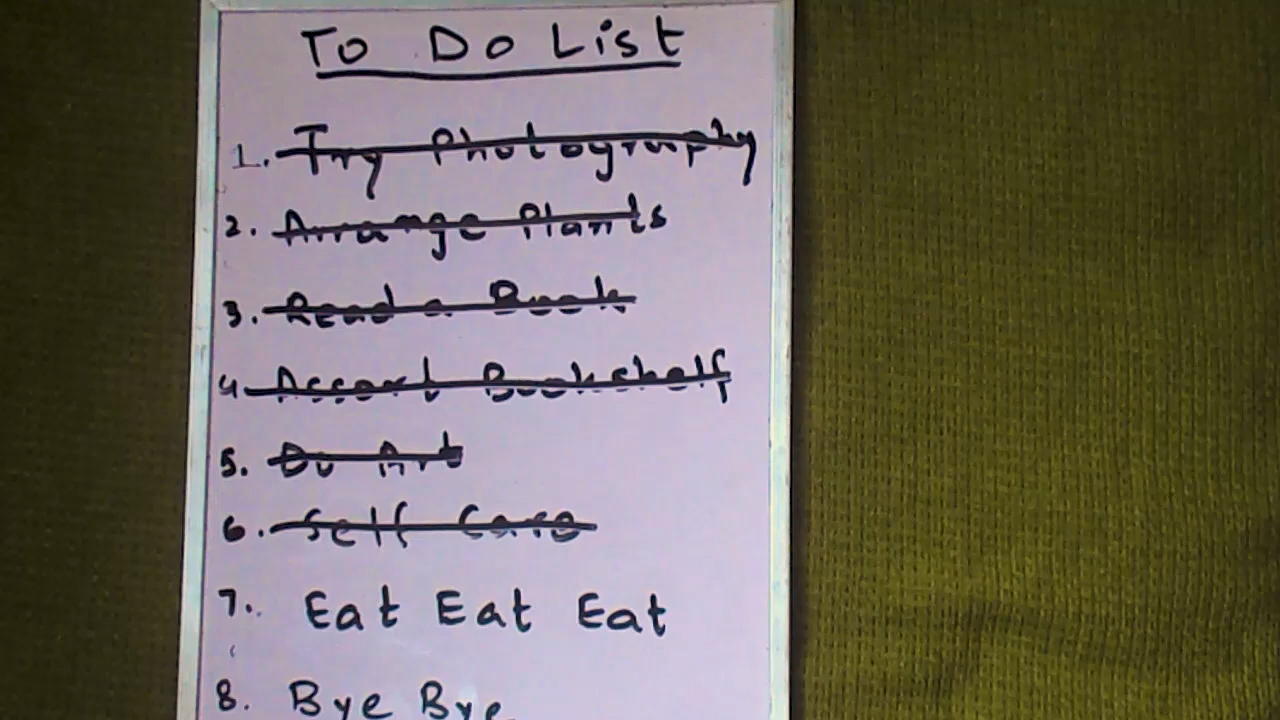 To Do List
1. Try Photography
2. Arrange Plants
3. Read a Book
4 Assort Bookshelf
5. Do Art
6. Self Care
7. Eat Eat Eat
8. Bye Bye